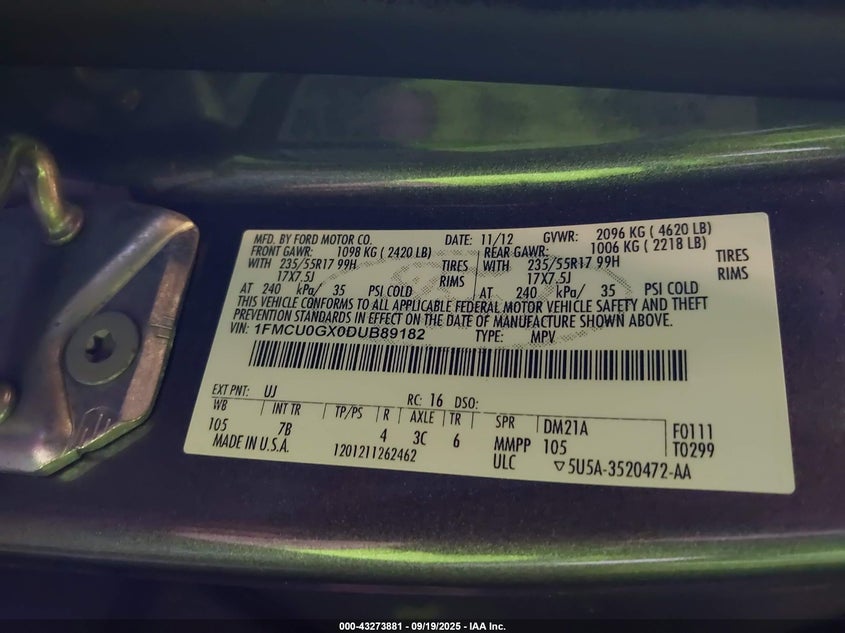 MFD. BY FORD MOTOR CO. DATE: 11/12 GVWR: 2096 KG ( 4620 LB)
FRONT GAWR: 1098 KG ( 2420 LB) REAR GAWR: 1006 KG ( 2218 LB)
WITH 235/55R17 99H TIRES WITH 235/55R17 99H TIRES
17X7.5J RIMS 17X7.5J RIMS
AT 240 kPa/ 35 PSI COLD AT 240 kPa/ 35 PSI COLD
THIS VEHICLE CONFORMS TO ALL APPLICABLE FEDERAL MOTOR VEHICLE SAFETY AND THEFT
PREVENTION STANDARDS IN EFFECT ON THE DATE OF MANUFACTURE SHOWN ABOVE.
VIN: 1FMCU0GX0DUB89182 TYPE: MPV
EXT PNT: UJ RC: 16 DSO:
WB INT TR TP/PS R AXLE TR SPR DM21A F0111
105 7B 4 3C 6 MMPP 105 T0299
MADE IN U.S.A. 1201211262462 ULC ▽5U5A-3520472-AA
000-43273881 - 09/19/2025 - IAA Inc.